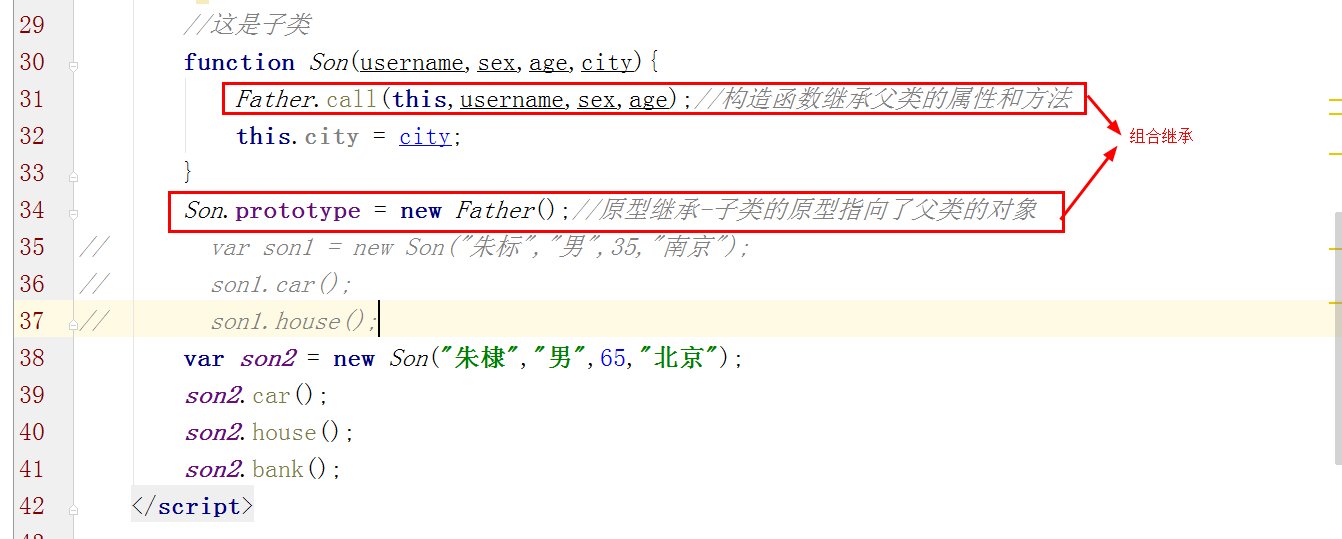 29 //这是子类
30 function Son(username,sex,age,city){
31 Father.call(this,username,sex,age);//构造函数继承父类的属性和方法
32 this.city = city;
组合继承
33 }
34 Son.prototype = new Father();//原型继承-子类的原型指向了父类的对象
35 // var son1 = new Son("朱标","男",35,"南京");
36 // son1.car();
37 // son1.house();
38 var son2 = new Son("朱棣","男",65,"北京");
39 son2.car();
40 son2.house();
41 son2.bank();
42 </script>